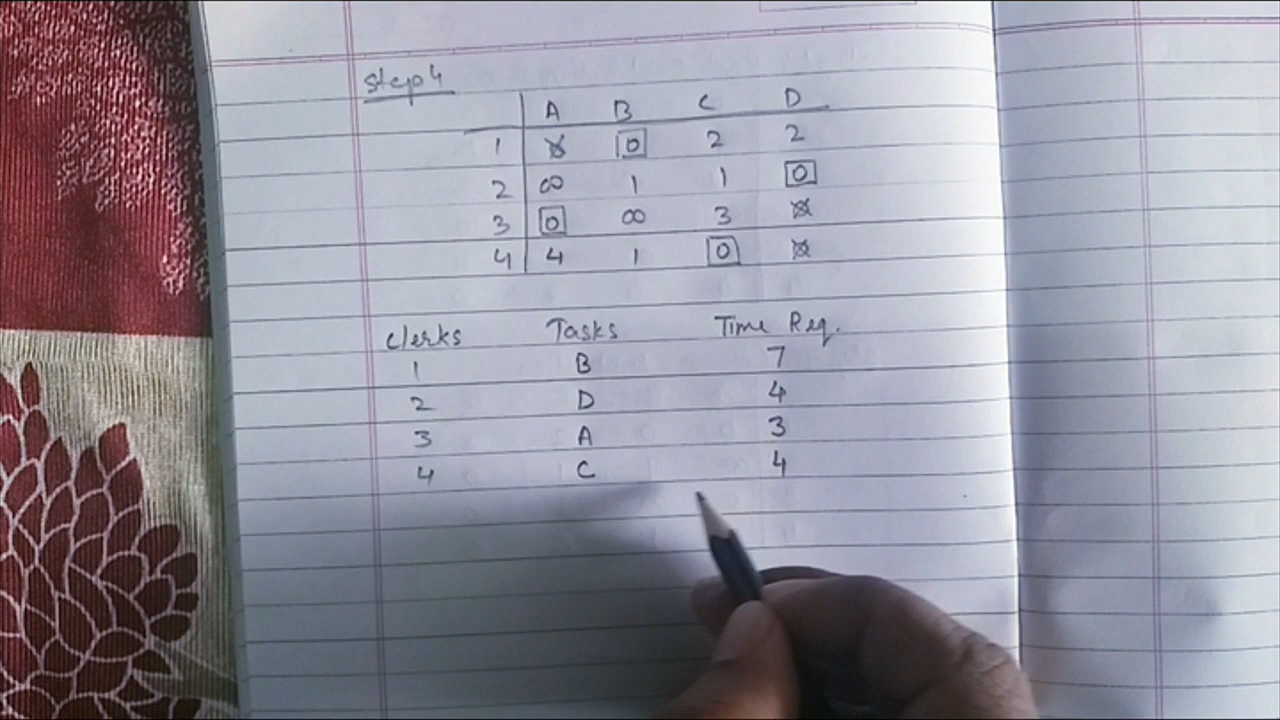 Step 4
A B C D
1 0 0 2 2
2 ∞ 1 1 0
3 0 ∞ 3 0
4 4 1 0 0
Clerks Tasks Time Req.
1 B 7
2 D 4
3 A 3
4 C 4